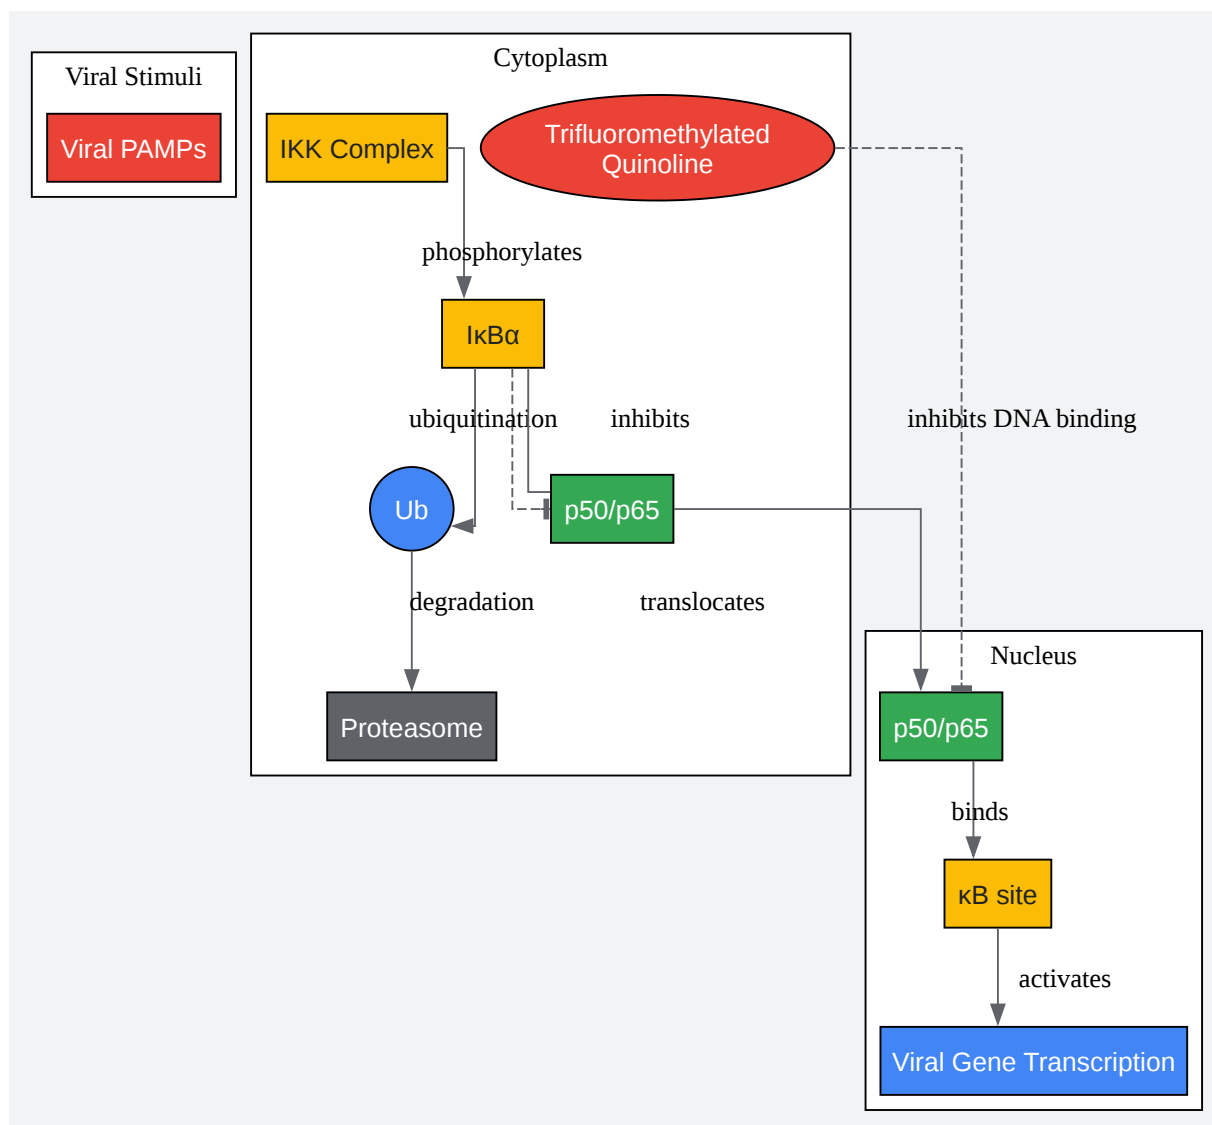 Viral Stimuli
Viral PAMPs
Cytoplasm
IKK Complex
Trifluoromethylated
Quinoline
phosphorylates
IκBα
ubiquitination
inhibits
inhibits DNA binding
Ub
p50/p65
degradation
translocates
Proteasome
Nucleus
p50/p65
binds
κB site
activates
Viral Gene Transcription